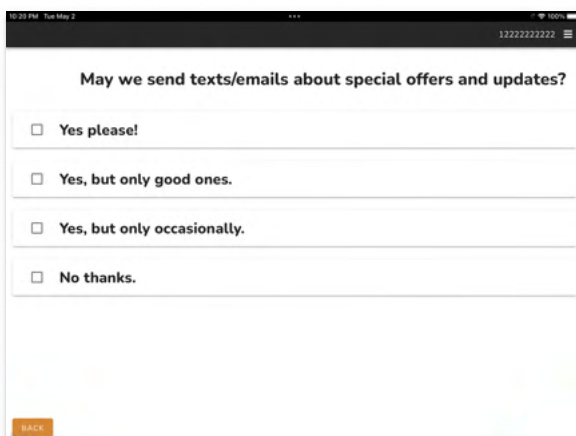 10:20 PM Tue May 2 100%
12222222222
May we send texts/emails about special offers and updates?
Yes please!
Yes, but only good ones.
Yes, but only occasionally.
No thanks.
BACK